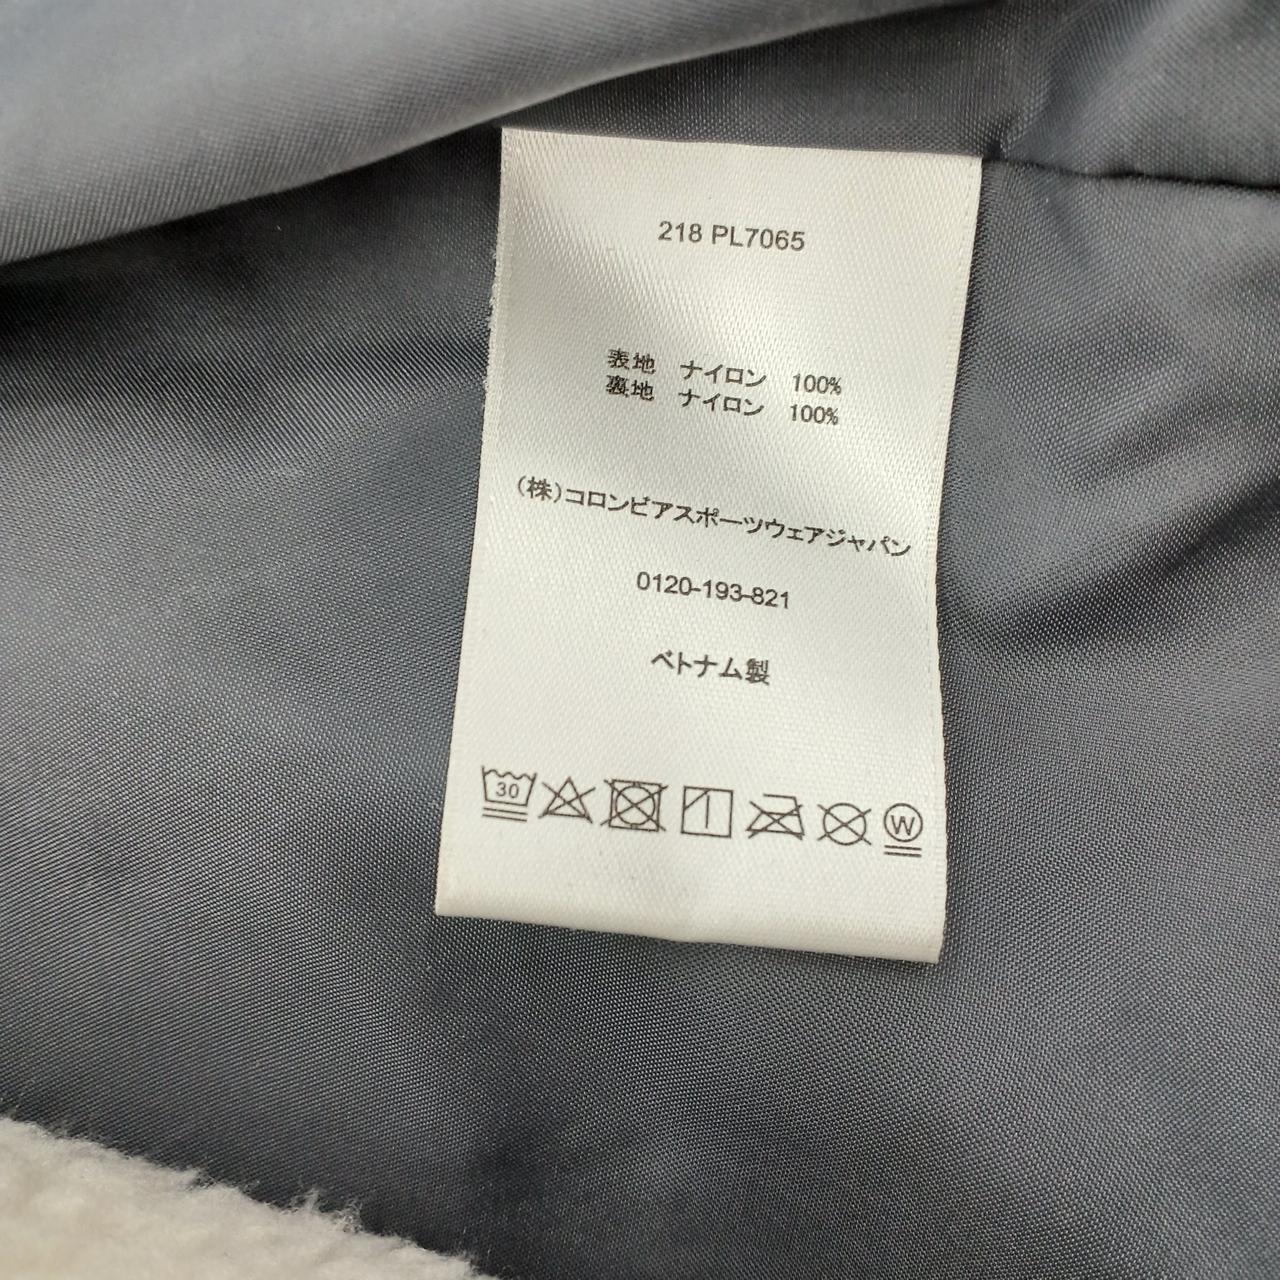 218 PL7065
表地 ナイロン 100%
裏地 ナイロン 100%
(株)コロンビアスポーツウェアジャパン
0120-193-821
ベトナム製
30
W